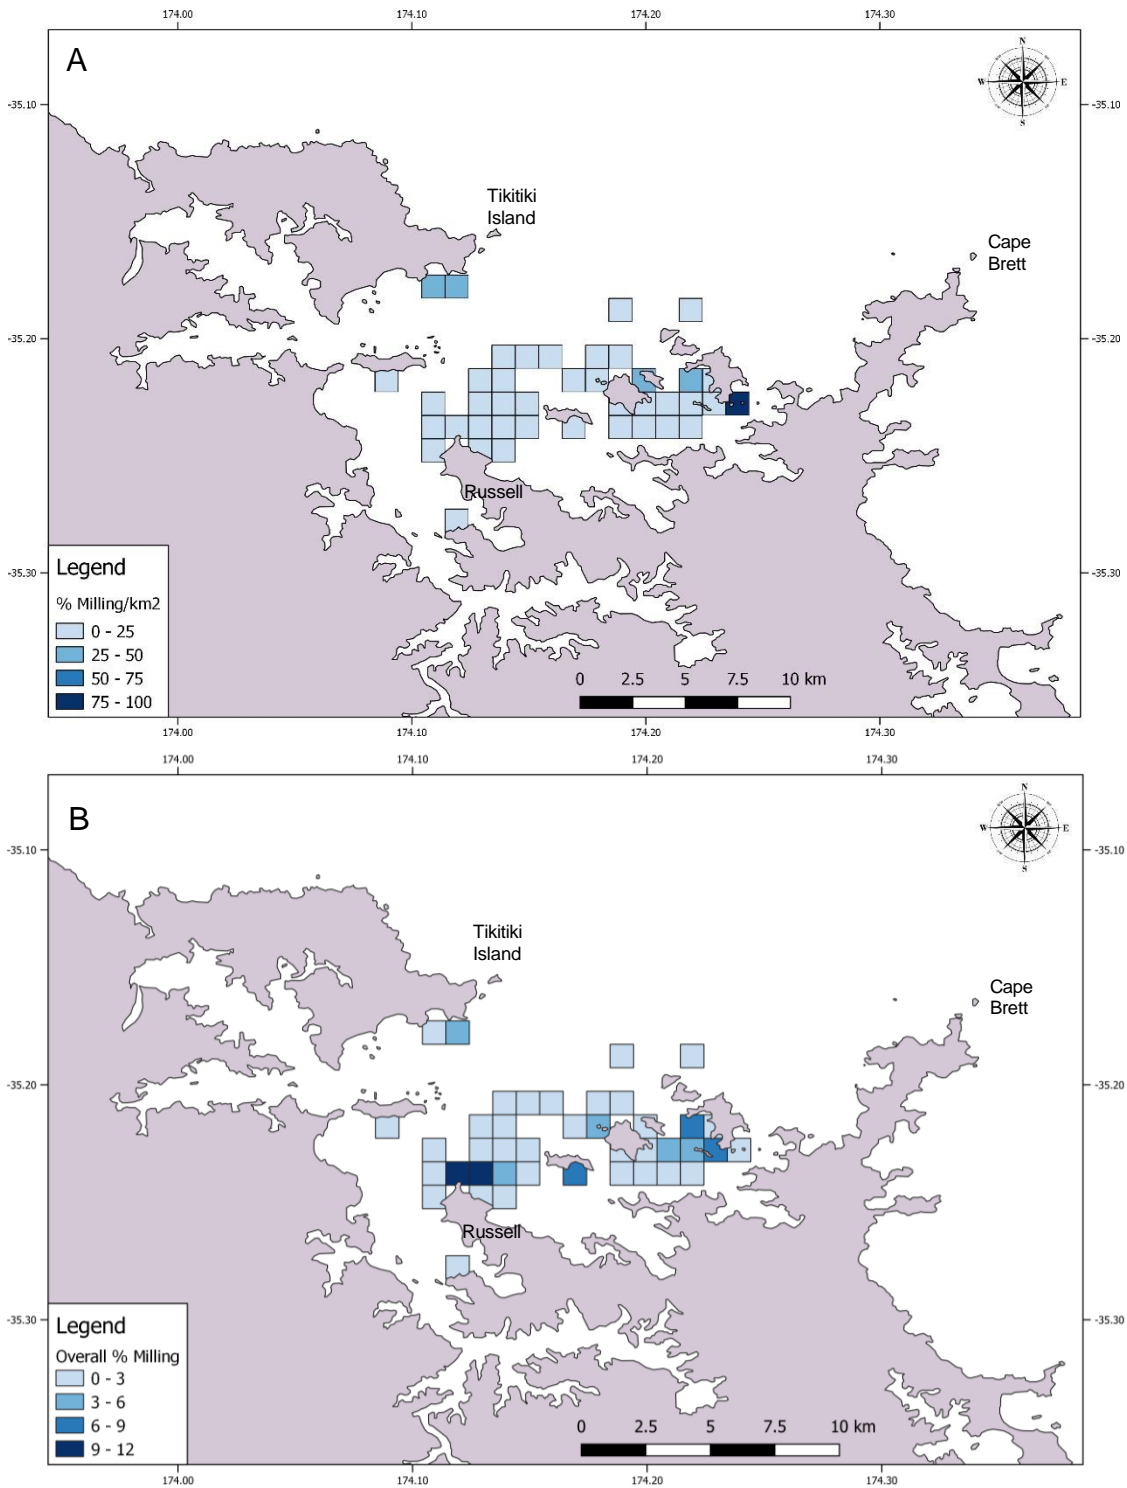 174.00 174.10 174.20 174.30
A
N
W E
S
-35.10 -35.10
Tikitiki
Island
Cape
Brett
-35.20 -35.20
Russell
Legend
-35.30 -35.30
% Milling/km2
0 - 25
25 - 50
50 - 75
75 - 100
0 2.5 5 7.5 10 km
174.00 174.10 174.20 174.30
174.00 174.10 174.20 174.30
B
N
W E
S
-35.10 -35.10
Tikitiki
Island
Cape
Brett
-35.20 -35.20
Russell
-35.30 -35.30
Legend
Overall % Milling
0 - 3
3 - 6
6 - 9
9 - 12
0 2.5 5 7.5 10 km
174.00 174.10 174.20 174.30